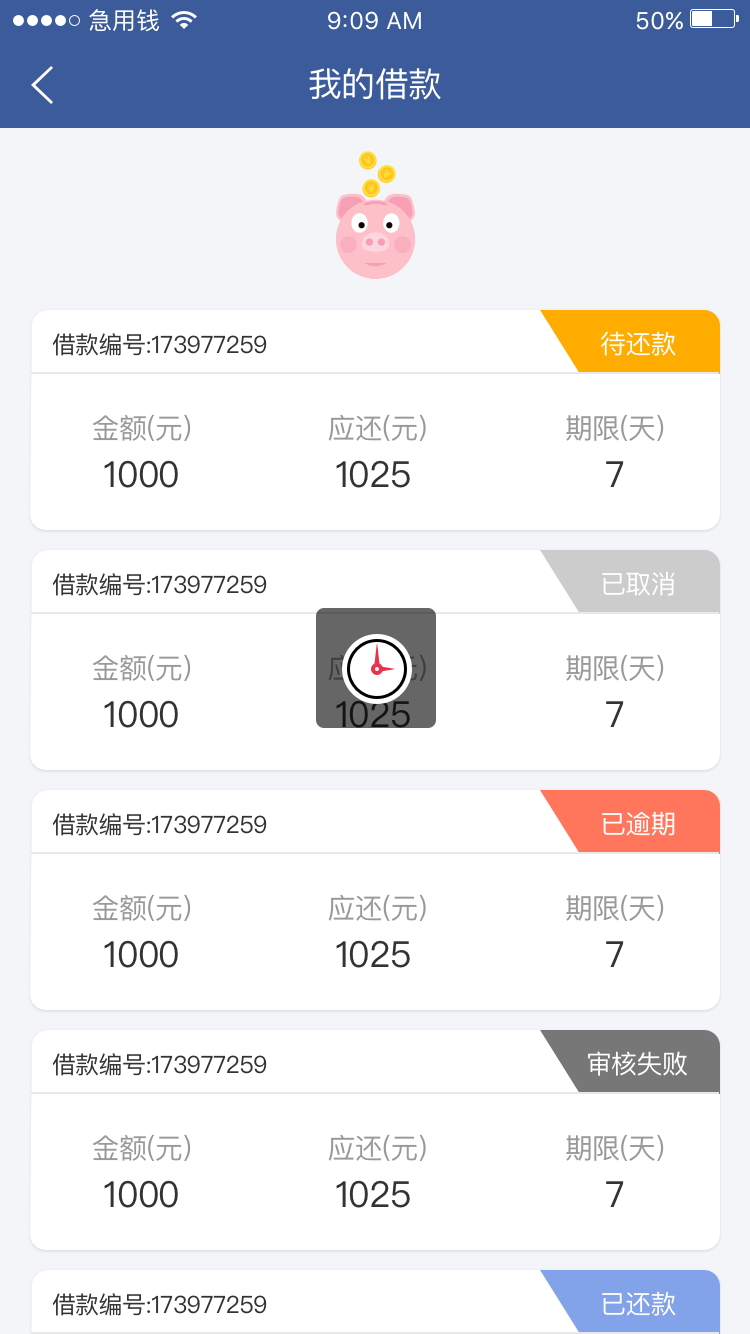 急用钱 9:09 AM 50%
我的借款
借款编号:173977259 待还款
金额(元) 应还(元) 期限(天)
1000 1025 7
借款编号:173977259 已取消
金额(元) 应还(元) 期限(天)
1000 1025 7
借款编号:173977259 已逾期
金额(元) 应还(元) 期限(天)
1000 1025 7
借款编号:173977259 审核失败
金额(元) 应还(元) 期限(天)
1000 1025 7
借款编号:173977259 已还款